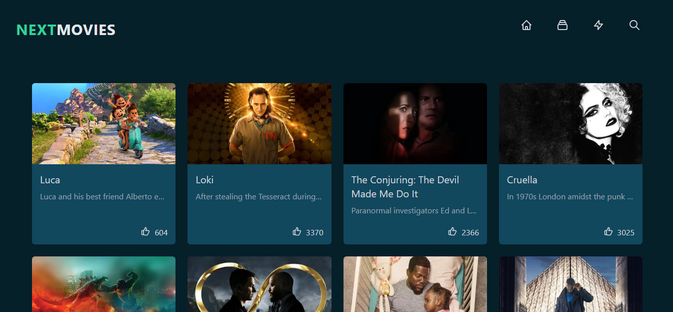 NEXTMOVIES
Luca
Loki
The Conjuring: The Devil
Made Me Do It
Cruella
Luca and his best friend Alberto e...
After stealing the Tesseract during...
Paranormal investigators Ed and L...
In 1970s London amidst the punk ...
604
3370
2366
3025